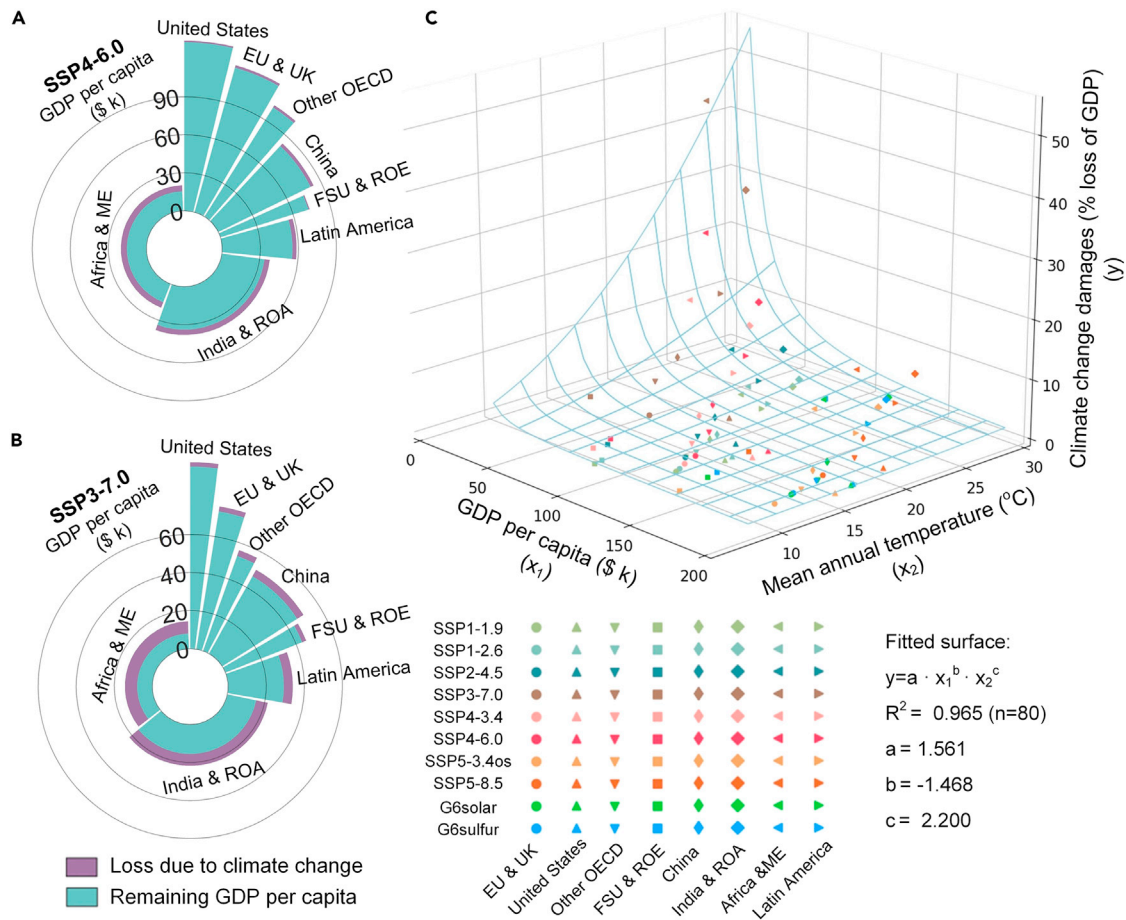 A
SSP4-6.0
GDP per capita
($ k)
90
60
30
0
United States
EU & UK
Other OECD
China
FSU & ROE
Latin America
India & ROA
Africa & ME
B
SSP3-7.0
GDP per capita
($ k)
60
40
20
0
United States
EU & UK
Other OECD
China
FSU & ROE
Latin America
India & ROA
Africa & ME
Loss due to climate change
Remaining GDP per capita
C
50
40
30
20
10
0
Climate change damages (% loss of GDP)
(y)
0
50
100
150
200
GDP per capita ($ k)
(x₁)
10
15
20
25
30
Mean annual temperature (°C)
(x₂)
SSP1-1.9
SSP1-2.6
SSP2-4.5
SSP3-7.0
SSP4-3.4
SSP4-6.0
SSP5-3.4os
SSP5-8.5
G6solar
G6sulfur
EU & UK
United States
Other OECD
FSU & ROE
China
India & ROA
Africa &ME
Latin America
Fitted surface:
y=a · x₁ᵇ · x₂ᶜ
R² = 0.965 (n=80)
a = 1.561
b = -1.468
c = 2.200